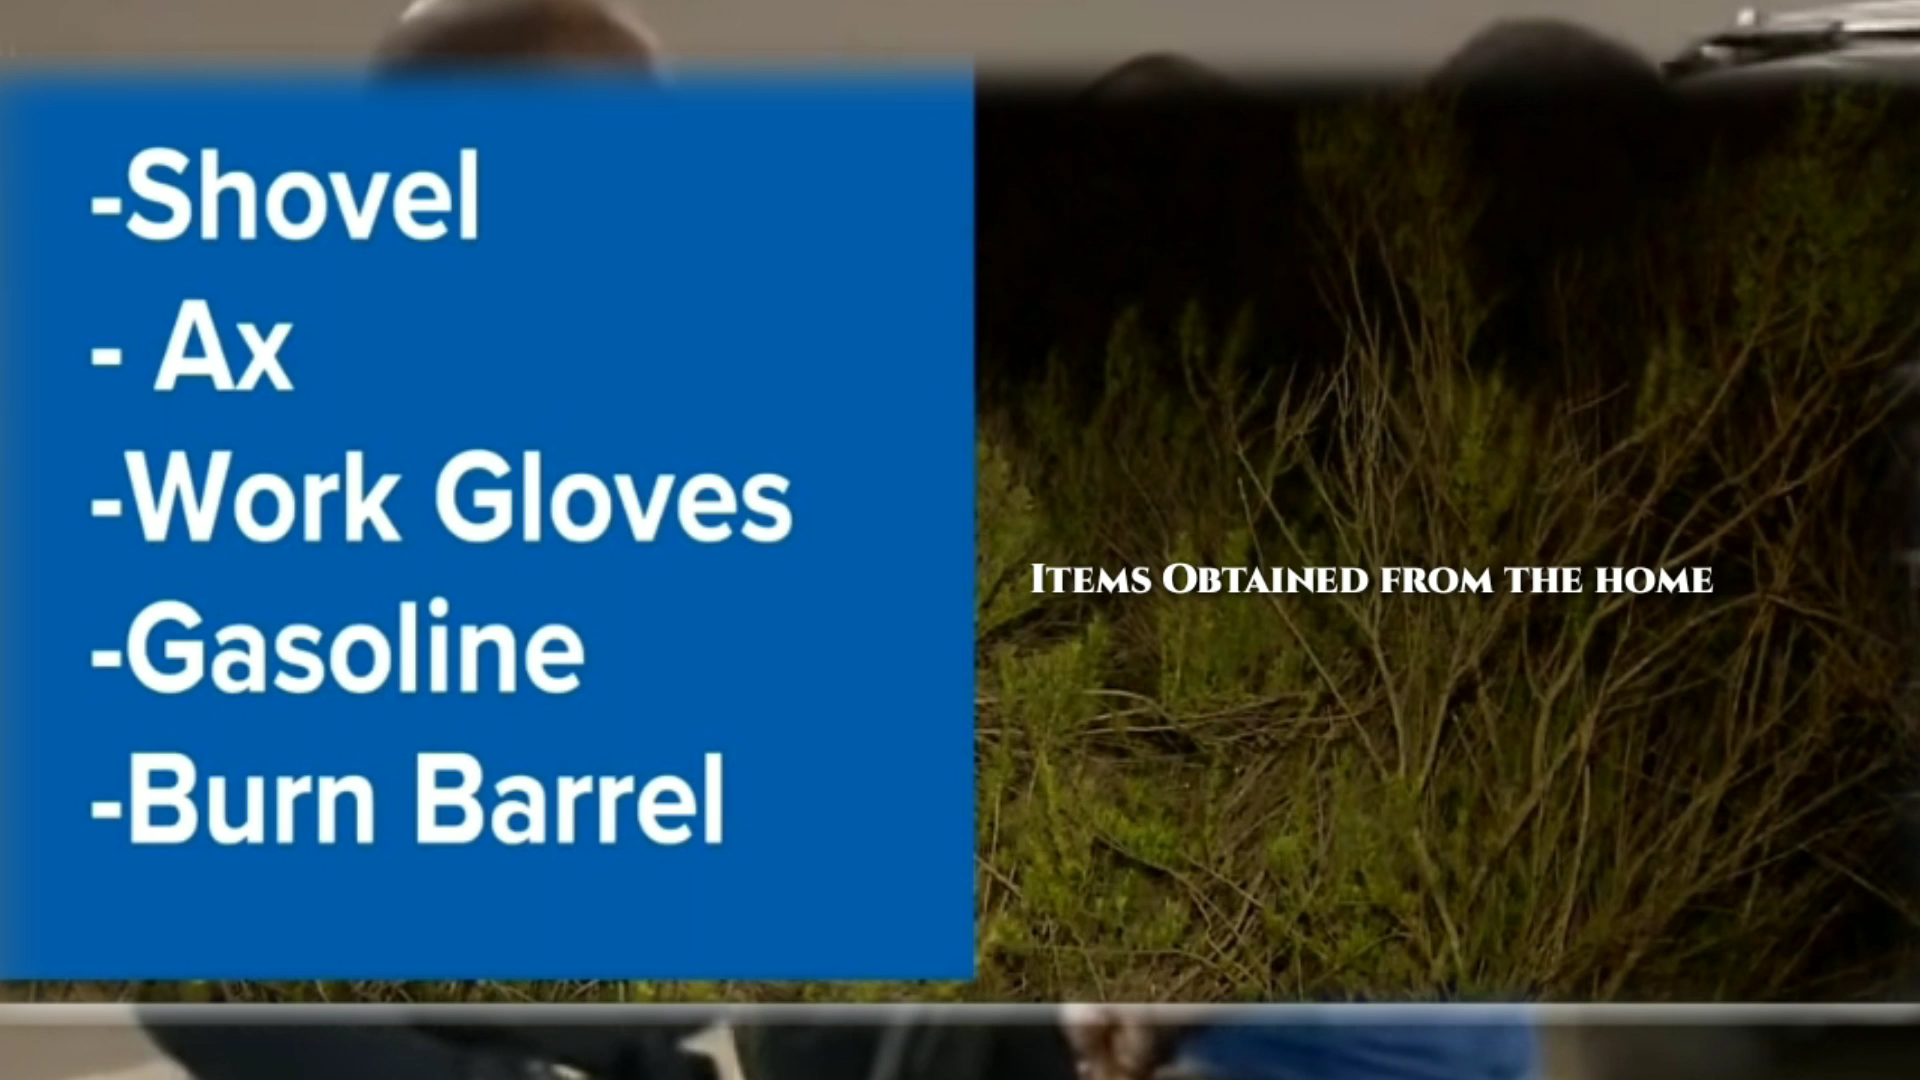 -Shovel
- Ax
-Work Gloves
-Gasoline
-Burn Barrel
Items Obtained from the home